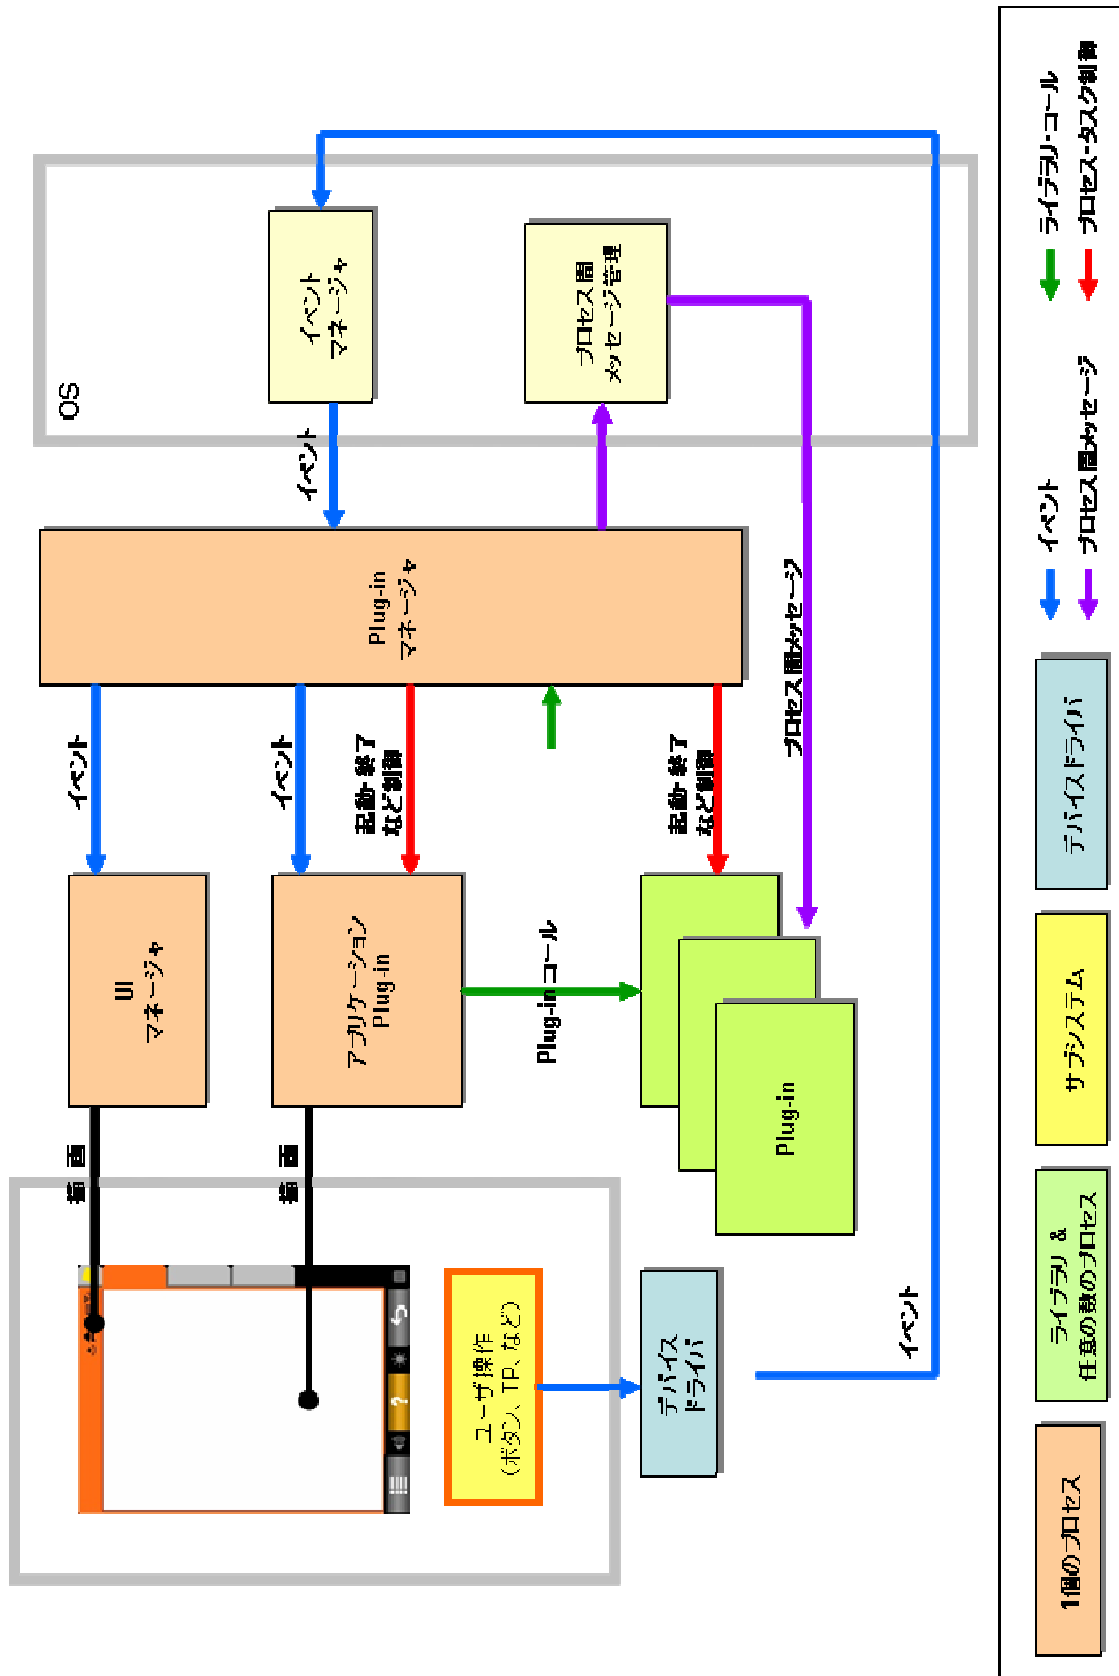 OS
イベント
マネージャ
プロセス間
メッセージ管理
イベント
Plug-in
マネージャ
プロセス間メッセージ
イベント
イベント
起動・終了
など制御
起動・終了
など制御
UI
マネージャ
アプリケーション
Plug-in
Plug-inコール
Plug-in
描画
描画
ユーザ操作
(ボタン、TP、など)
デバイス
ドライバ
イベント
1個のプロセス
ライブラリ &
任意の数のプロセス
サブシステム
デバイスドライバ
イベント
プロセス間メッセージ
ライブラリ・コール
プロセス・タスク制御